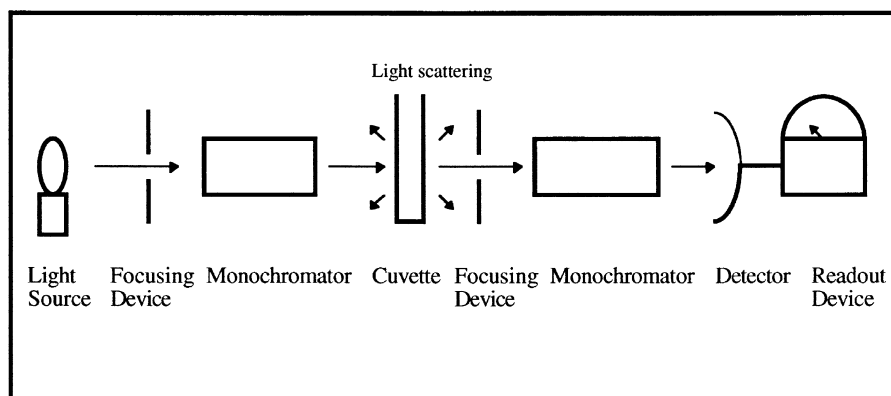 Light scattering
Light Focusing Monochromator Cuvette Focusing Monochromator Detector Readout
Source Device Device Device